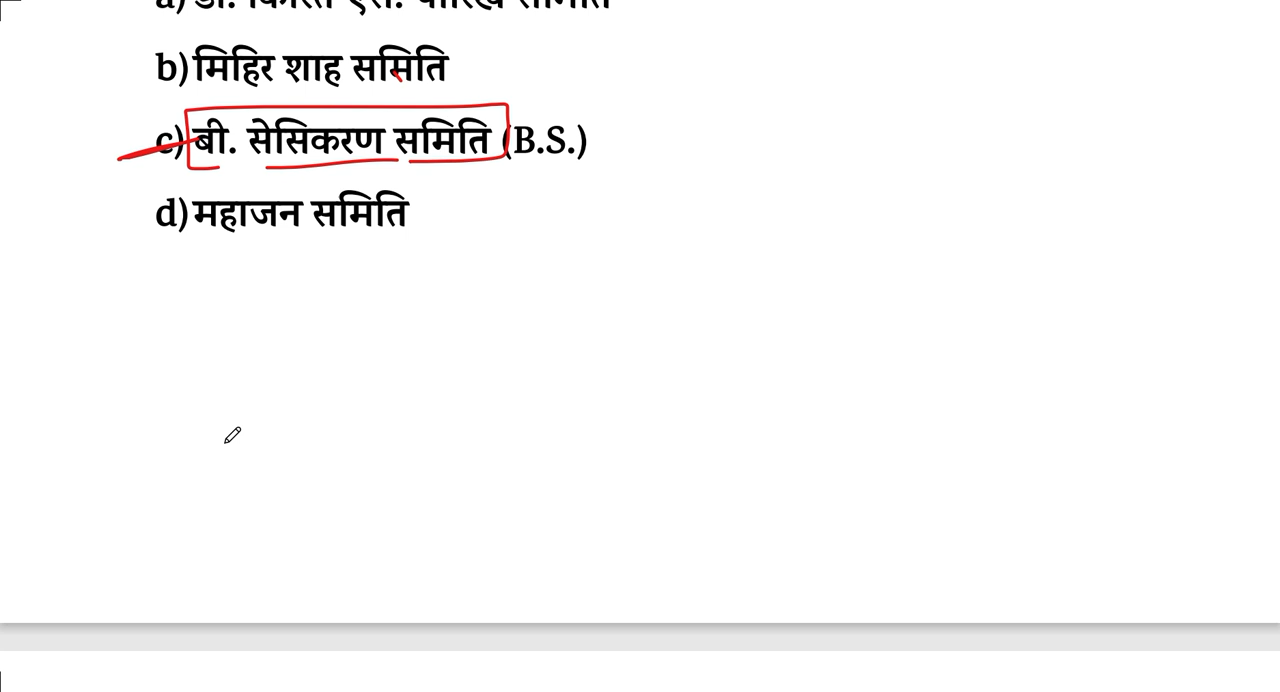 b) मिहिर शाह समिति
c) बी. सेसिकरण समिति (B.S.)
d) महाजन समिति